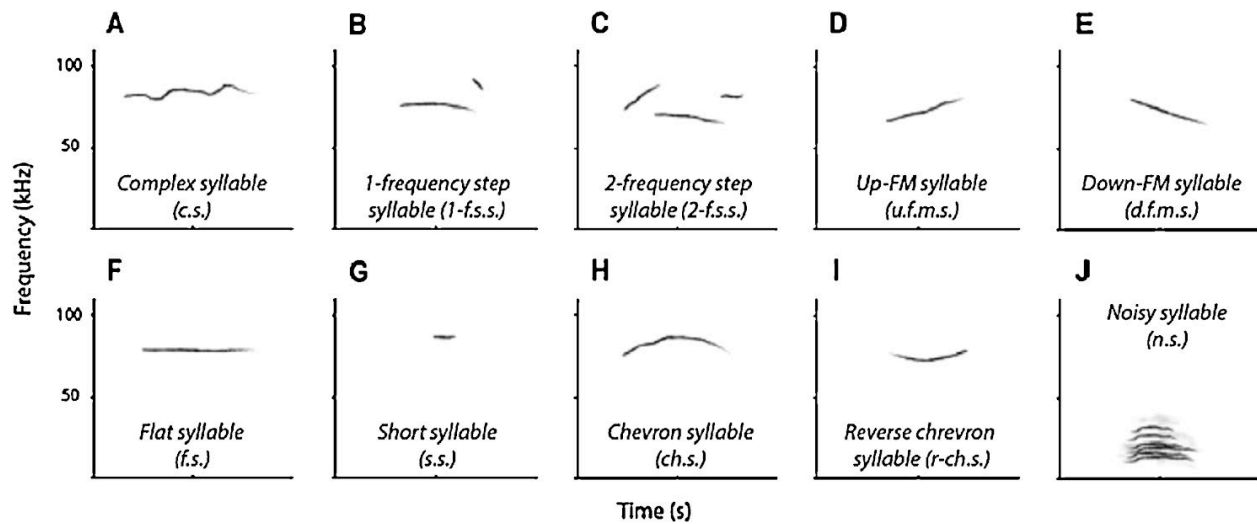 A
B
C
D
E
Frequency (kHz)
100
50
Complex syllable
(c.s.)
1-frequency step
syllable (1-f.s.s.)
2-frequency step
syllable (2-f.s.s.)
Up-FM syllable
(u.f.m.s.)
Down-FM syllable
(d.f.m.s.)
F
G
H
I
J
100
50
Flat syllable
(f.s.)
Short syllable
(s.s.)
Chevron syllable
(ch.s.)
Reverse chrevron
syllable (r-ch.s.)
Noisy syllable
(n.s.)
Time (s)